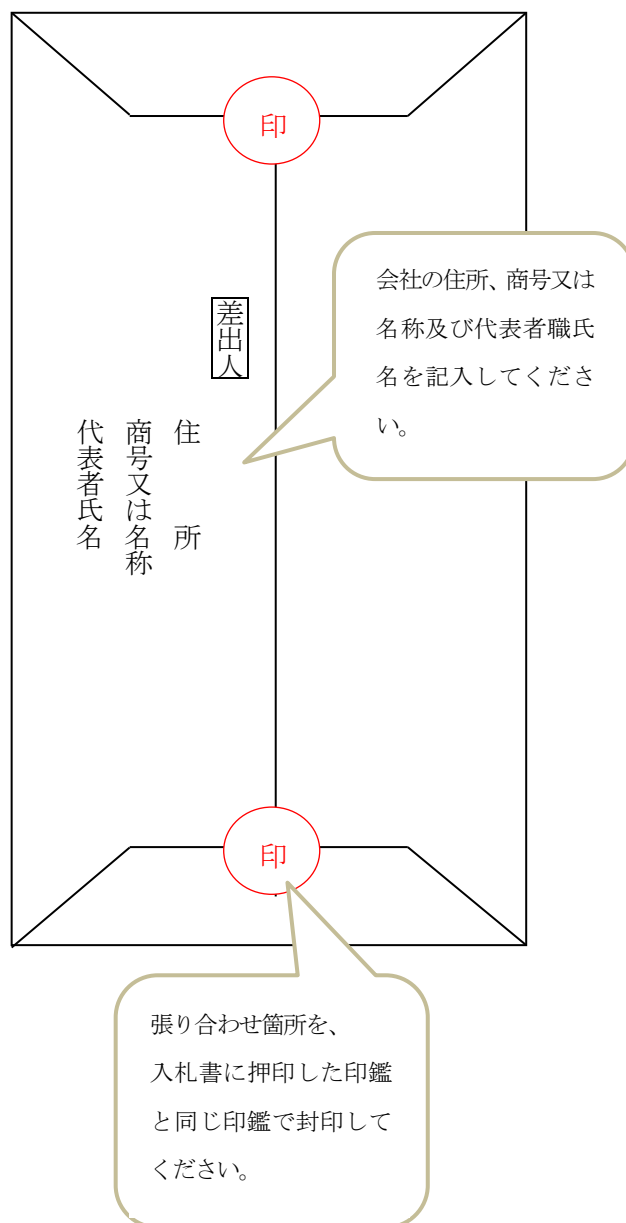 印
会社の住所、商号又は
名称及び代表者職氏
名を記入してくださ
い。
差出人
住所
商号又は名称
代表者氏名
印
張り合わせ箇所を、
入札書に押印した印鑑
と同じ印鑑で封印して
ください。